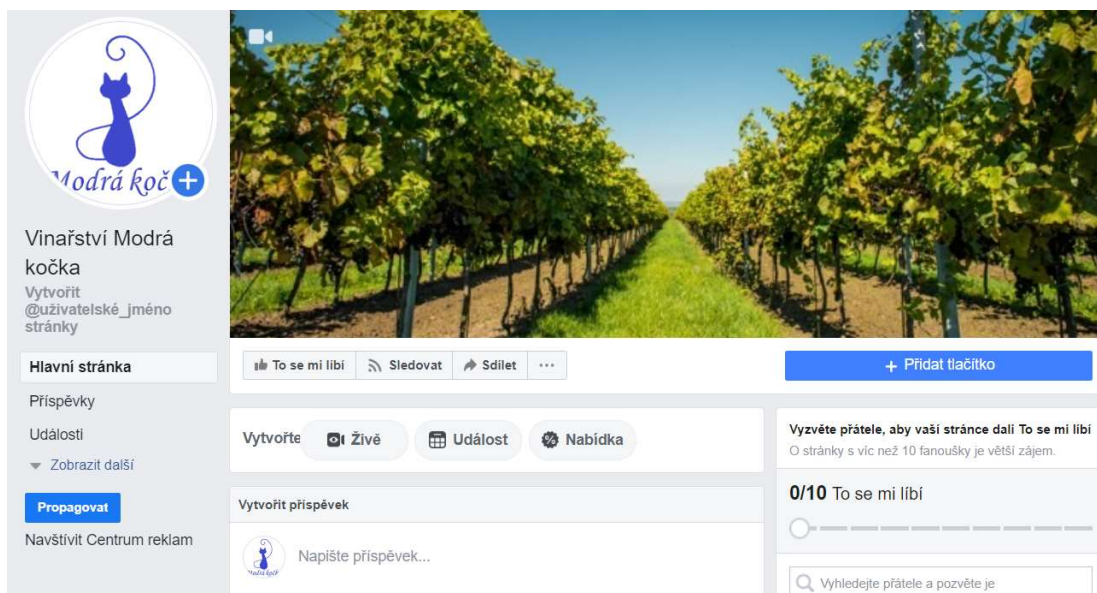 Modrá koč
Vinařství Modrá
kočka
Vytvořit
@uživatelské_jméno
stránky
Hlavní stránka
Příspěvky
Události
Zobrazit další
Propagovat
Navštívit Centrum reklam
To se mi líbí
Sledovat
Sdílet
...
+ Přidat tlačítko
Vytvořte
Živě
Událost
Nabídka
Vytvořit příspěvek
Modrá kočk
Napište příspěvek...
Vyzvěte přátele, aby vaší stránce dali To se mi líbí
O stránky s víc než 10 fanoušky je větší zájem.
0/10 To se mi líbí
Vyhledejte přátele a pozvěte je